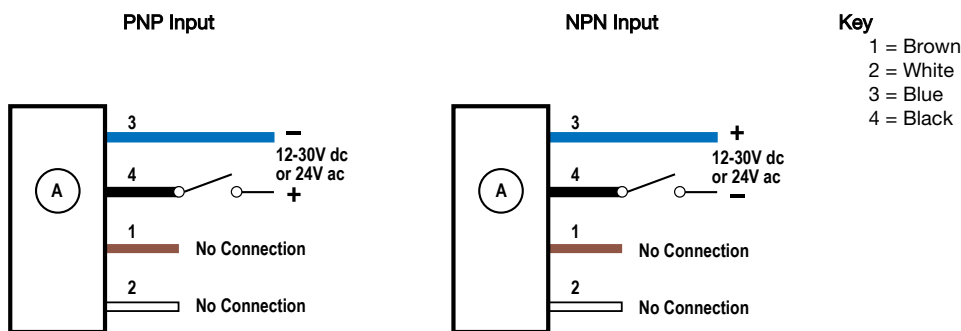 PNP Input
3
−
12-30V dc
or 24V ac
A
4
+
1
No Connection
2
No Connection
NPN Input
3
+
12-30V dc
or 24V ac
A
4
−
1
No Connection
2
No Connection
Key
1 = Brown
2 = White
3 = Blue
4 = Black